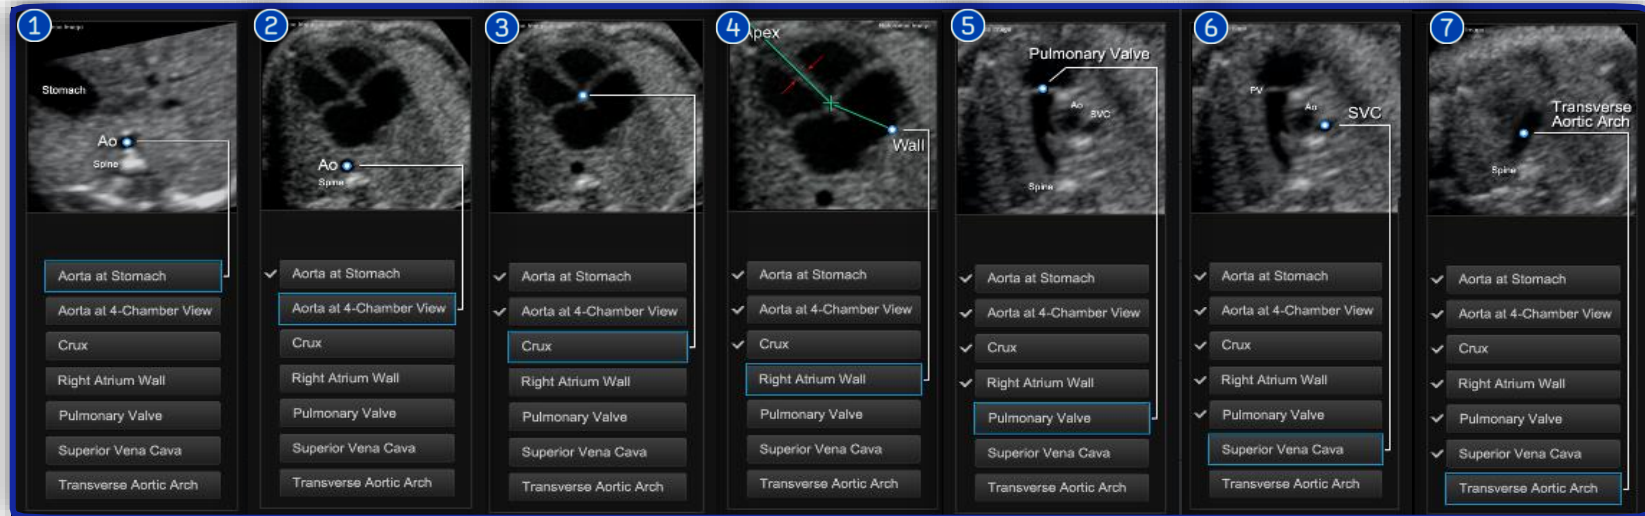 1
Stomach
Ao
Spine
Aorta at Stomach
Aorta at 4-Chamber View
Crux
Right Atrium Wall
Pulmonary Valve
Superior Vena Cava
Transverse Aortic Arch
2
Ao
Spine
Aorta at Stomach
Aorta at 4-Chamber View
Crux
Right Atrium Wall
Pulmonary Valve
Superior Vena Cava
Transverse Aortic Arch
3
Aorta at Stomach
Aorta at 4-Chamber View
Crux
Right Atrium Wall
Pulmonary Valve
Superior Vena Cava
Transverse Aortic Arch
4
Apex
Reference Image
Wall
Aorta at Stomach
Aorta at 4-Chamber View
Crux
Right Atrium Wall
Pulmonary Valve
Superior Vena Cava
Transverse Aortic Arch
5
Pulmonary Valve
Ao
SVC
Spine
Aorta at Stomach
Aorta at 4-Chamber View
Crux
Right Atrium Wall
Pulmonary Valve
Superior Vena Cava
Transverse Aortic Arch
6
PV
Ao
SVC
Spine
Aorta at Stomach
Aorta at 4-Chamber View
Crux
Right Atrium Wall
Pulmonary Valve
Superior Vena Cava
Transverse Aortic Arch
7
Transverse
Aortic Arch
Spine
Aorta at Stomach
Aorta at 4-Chamber View
Crux
Right Atrium Wall
Pulmonary Valve
Superior Vena Cava
Transverse Aortic Arch